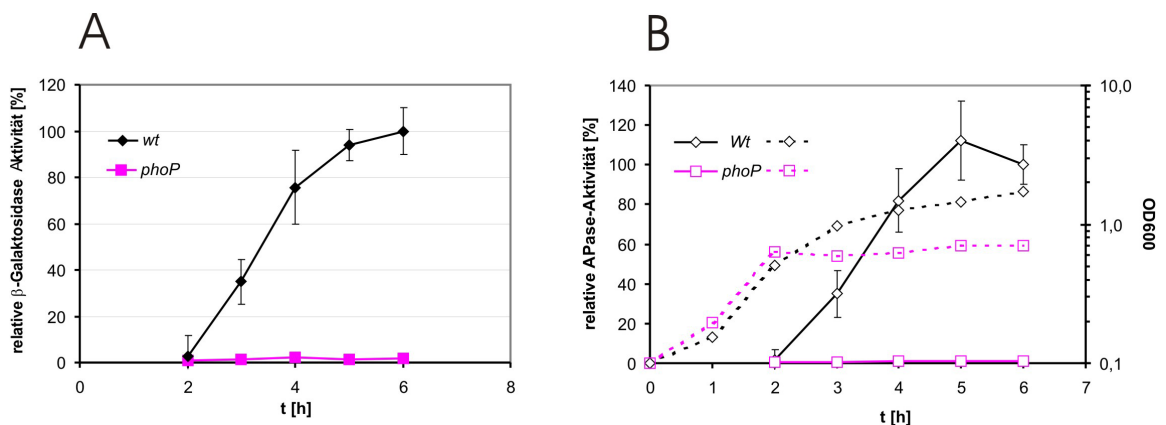 A
relative β-Galaktosidase Aktivität [%]
120
100
80
60
40
20
0
wt
phoP
0 2 4 6 8
t [h]
B
relative APase-Aktivität [%]
140
120
100
80
60
40
20
0
Wt
phoP
10,0
1,0
0,1
OD600
0 1 2 3 4 5 6 7
t [h]